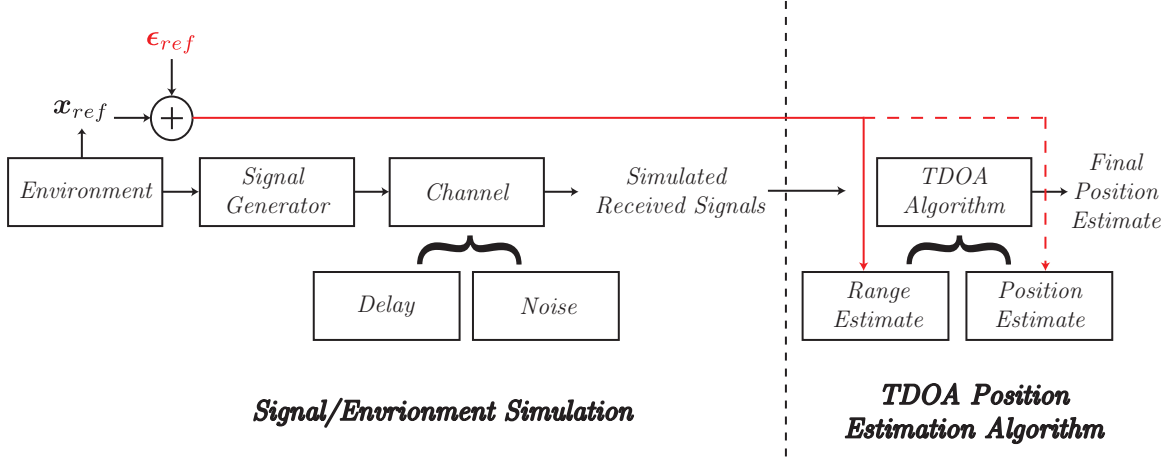 ϵ_ref
x_ref
+
Environment
Signal
Generator
Channel
Simulated
Received Signals
TDOA
Algorithm
Final
Position
Estimate
Delay
Noise
Range
Estimate
Position
Estimate
Signal/Envrionment Simulation
TDOA Position
Estimation Algorithm